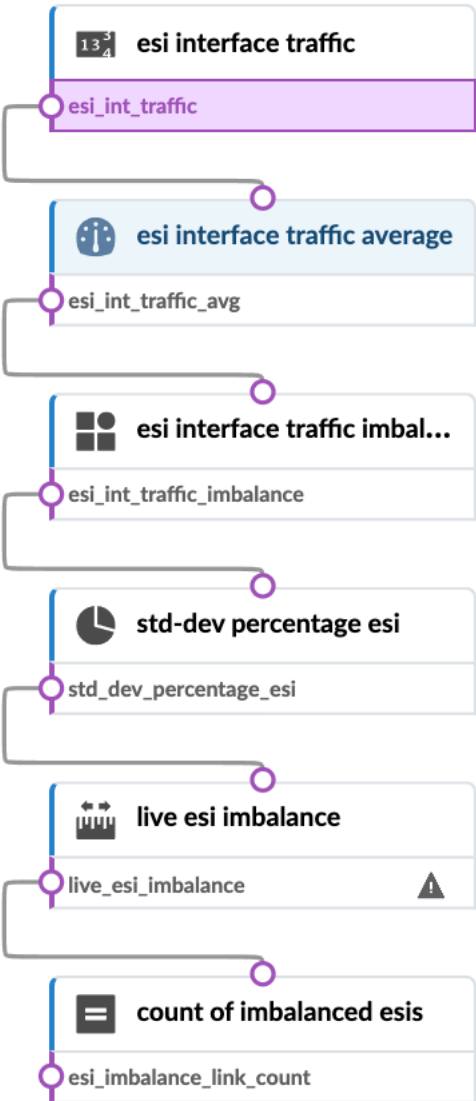 esi interface traffic
esi_int_traffic
esi interface traffic average
esi_int_traffic_avg
esi interface traffic imbal...
esi_int_traffic_imbalance
std-dev percentage esi
std_dev_percentage_esi
live esi imbalance
live_esi_imbalance
count of imbalanced esis
esi_imbalance_link_count